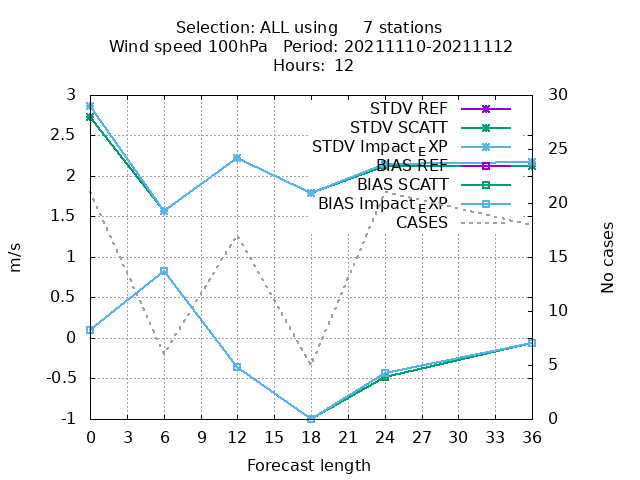 Selection: ALL using 7 stations
Wind speed 100hPa Period: 20211110-20211112
Hours: 12
3
2.5
2
1.5
1
0.5
0
-0.5
-1
m/s
30
25
20
15
10
5
0
No cases
STDV REF
STDV SCATT
STDV Impact_EXP
BIAS REF
BIAS SCATT
BIAS Impact_EXP
CASES
0 3 6 9 12 15 18 21 24 27 30 33 36
Forecast length